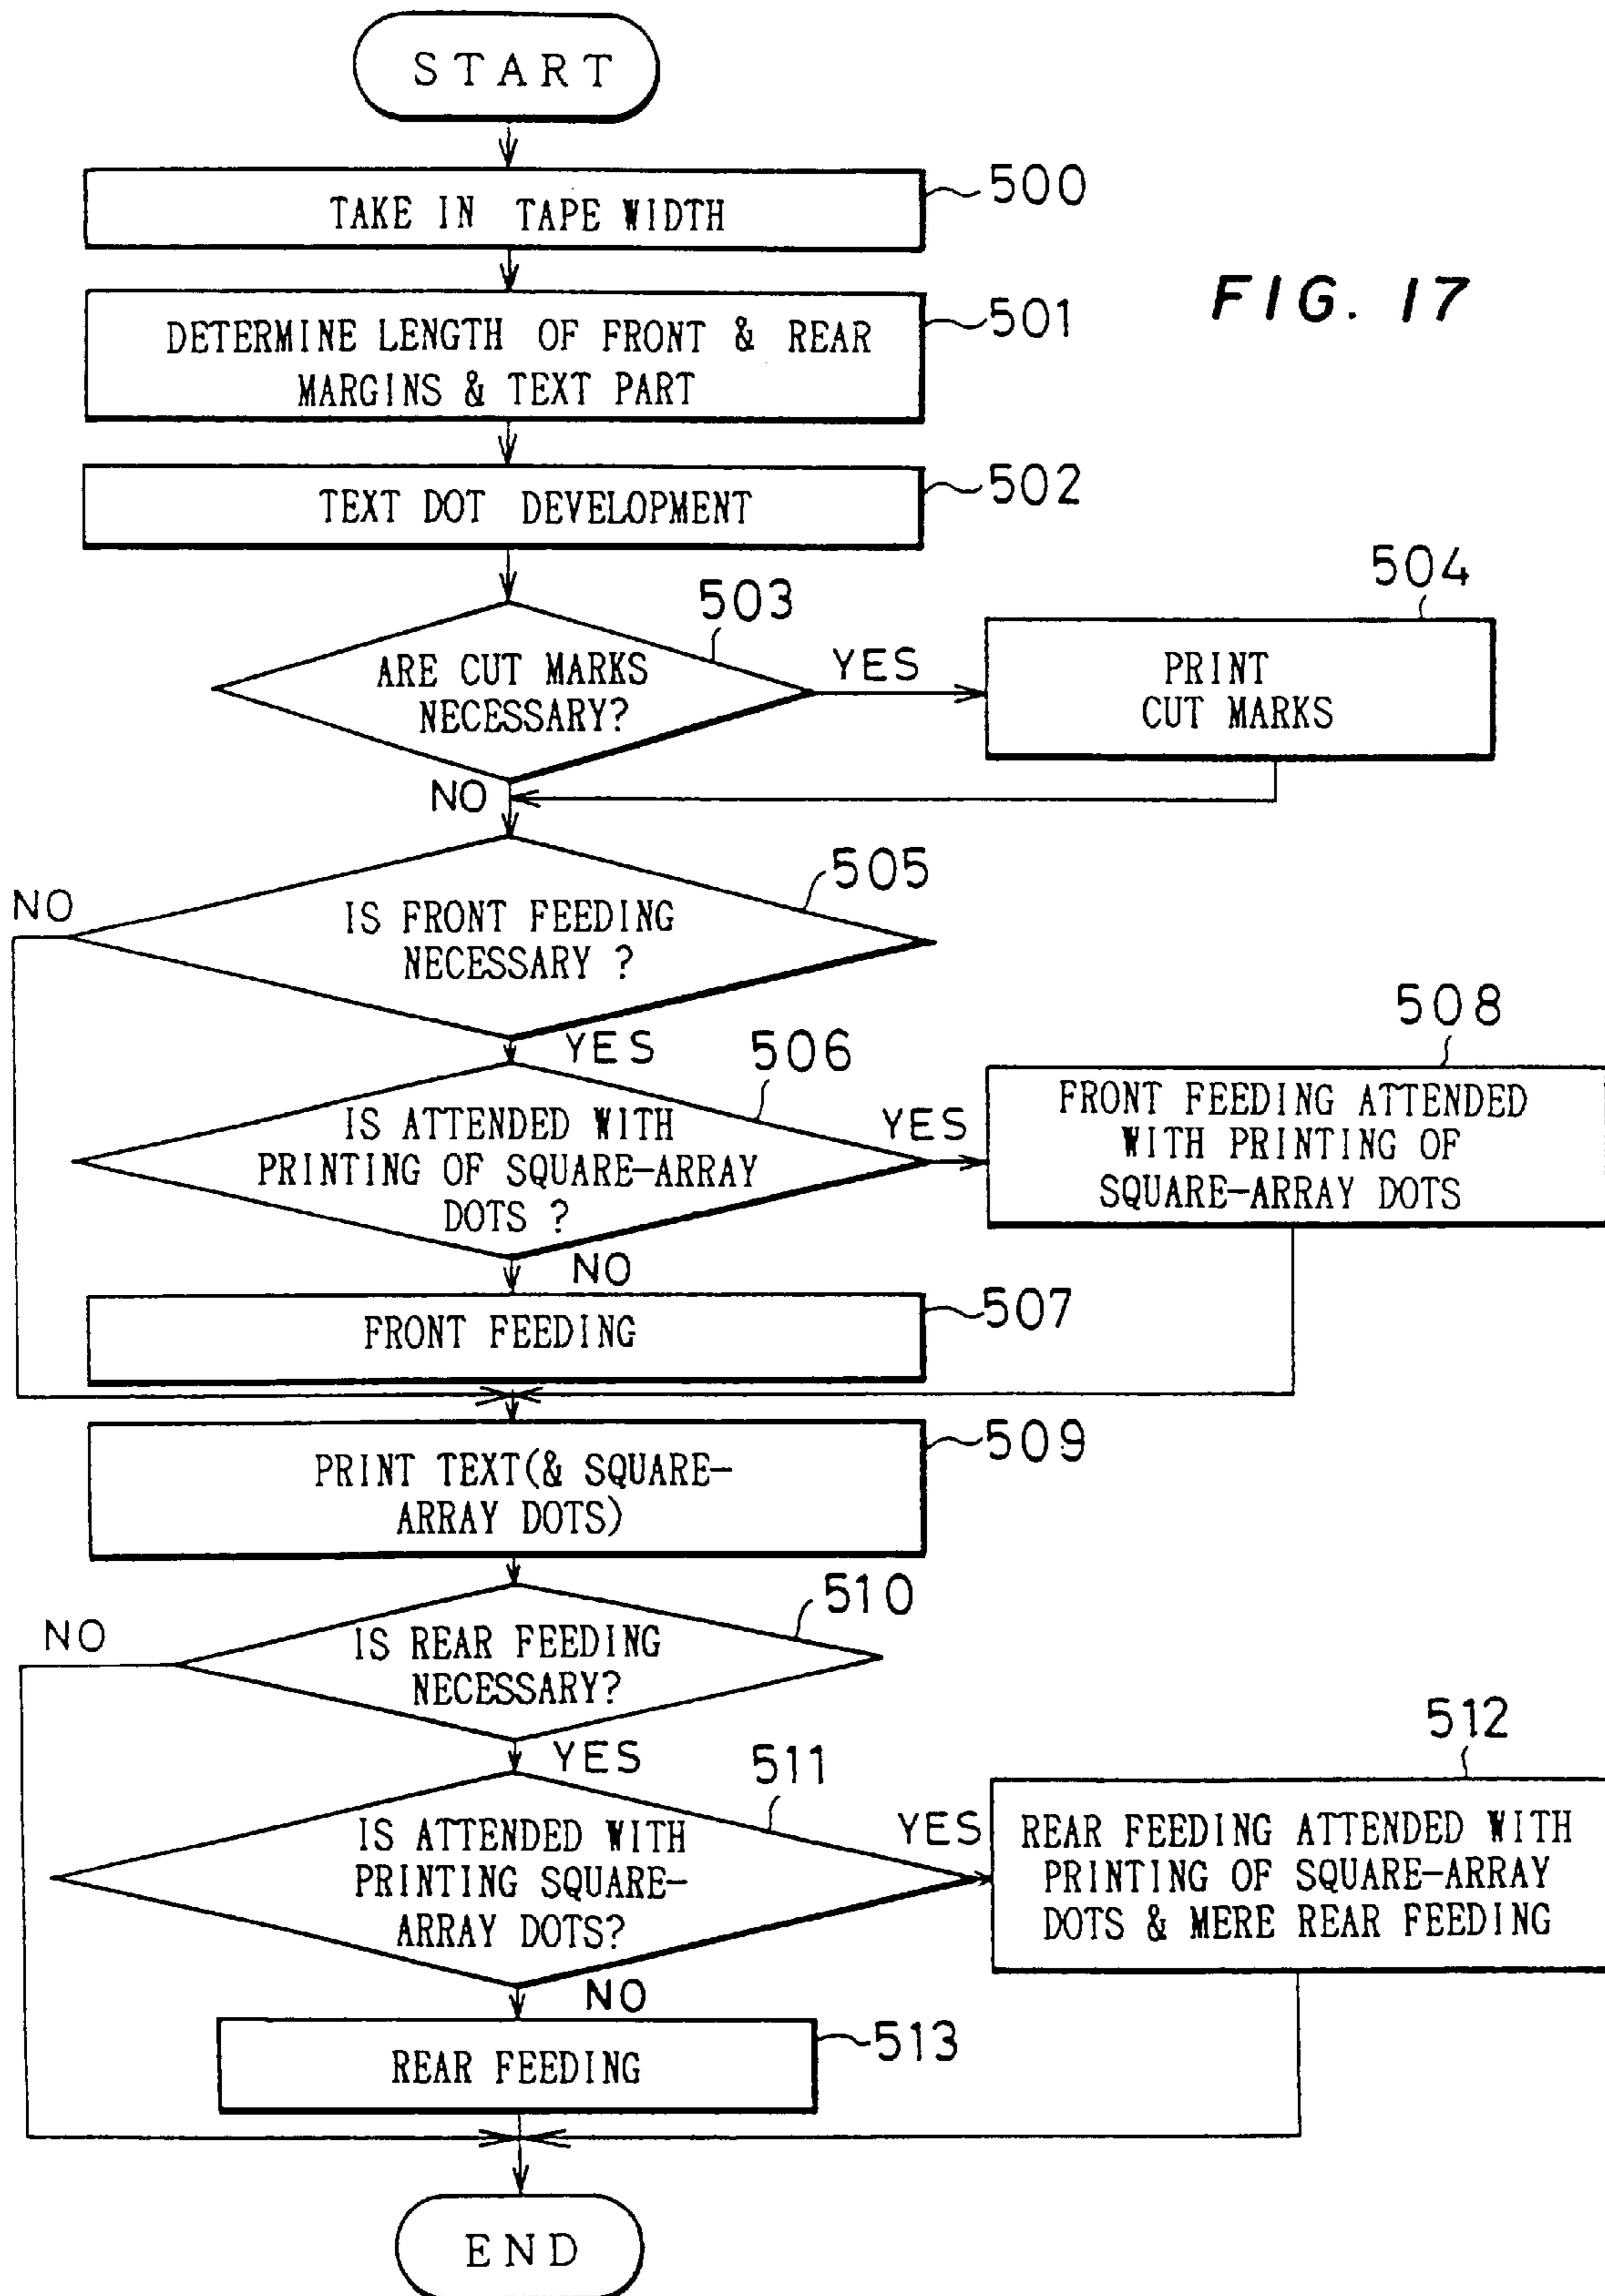 START
500
TAKE IN TAPE WIDTH
FIG. 17
501
DETERMINE LENGTH OF FRONT & REAR
MARGINS & TEXT PART
502
TEXT DOT DEVELOPMENT
503
ARE CUT MARKS
NECESSARY?
YES
504
PRINT
CUT MARKS
NO
505
NO
IS FRONT FEEDING
NECESSARY ?
YES
506
IS ATTENDED WITH
PRINTING OF SQUARE-ARRAY
DOTS ?
YES
508
FRONT FEEDING ATTENDED
WITH PRINTING OF
SQUARE-ARRAY DOTS
NO
507
FRONT FEEDING
509
PRINT TEXT(& SQUARE-
ARRAY DOTS)
510
NO
IS REAR FEEDING
NECESSARY?
YES
511
IS ATTENDED WITH
PRINTING SQUARE-
ARRAY DOTS?
YES
512
REAR FEEDING ATTENDED WITH
PRINTING OF SQUARE-ARRAY
DOTS & MERE REAR FEEDING
NO
513
REAR FEEDING
END